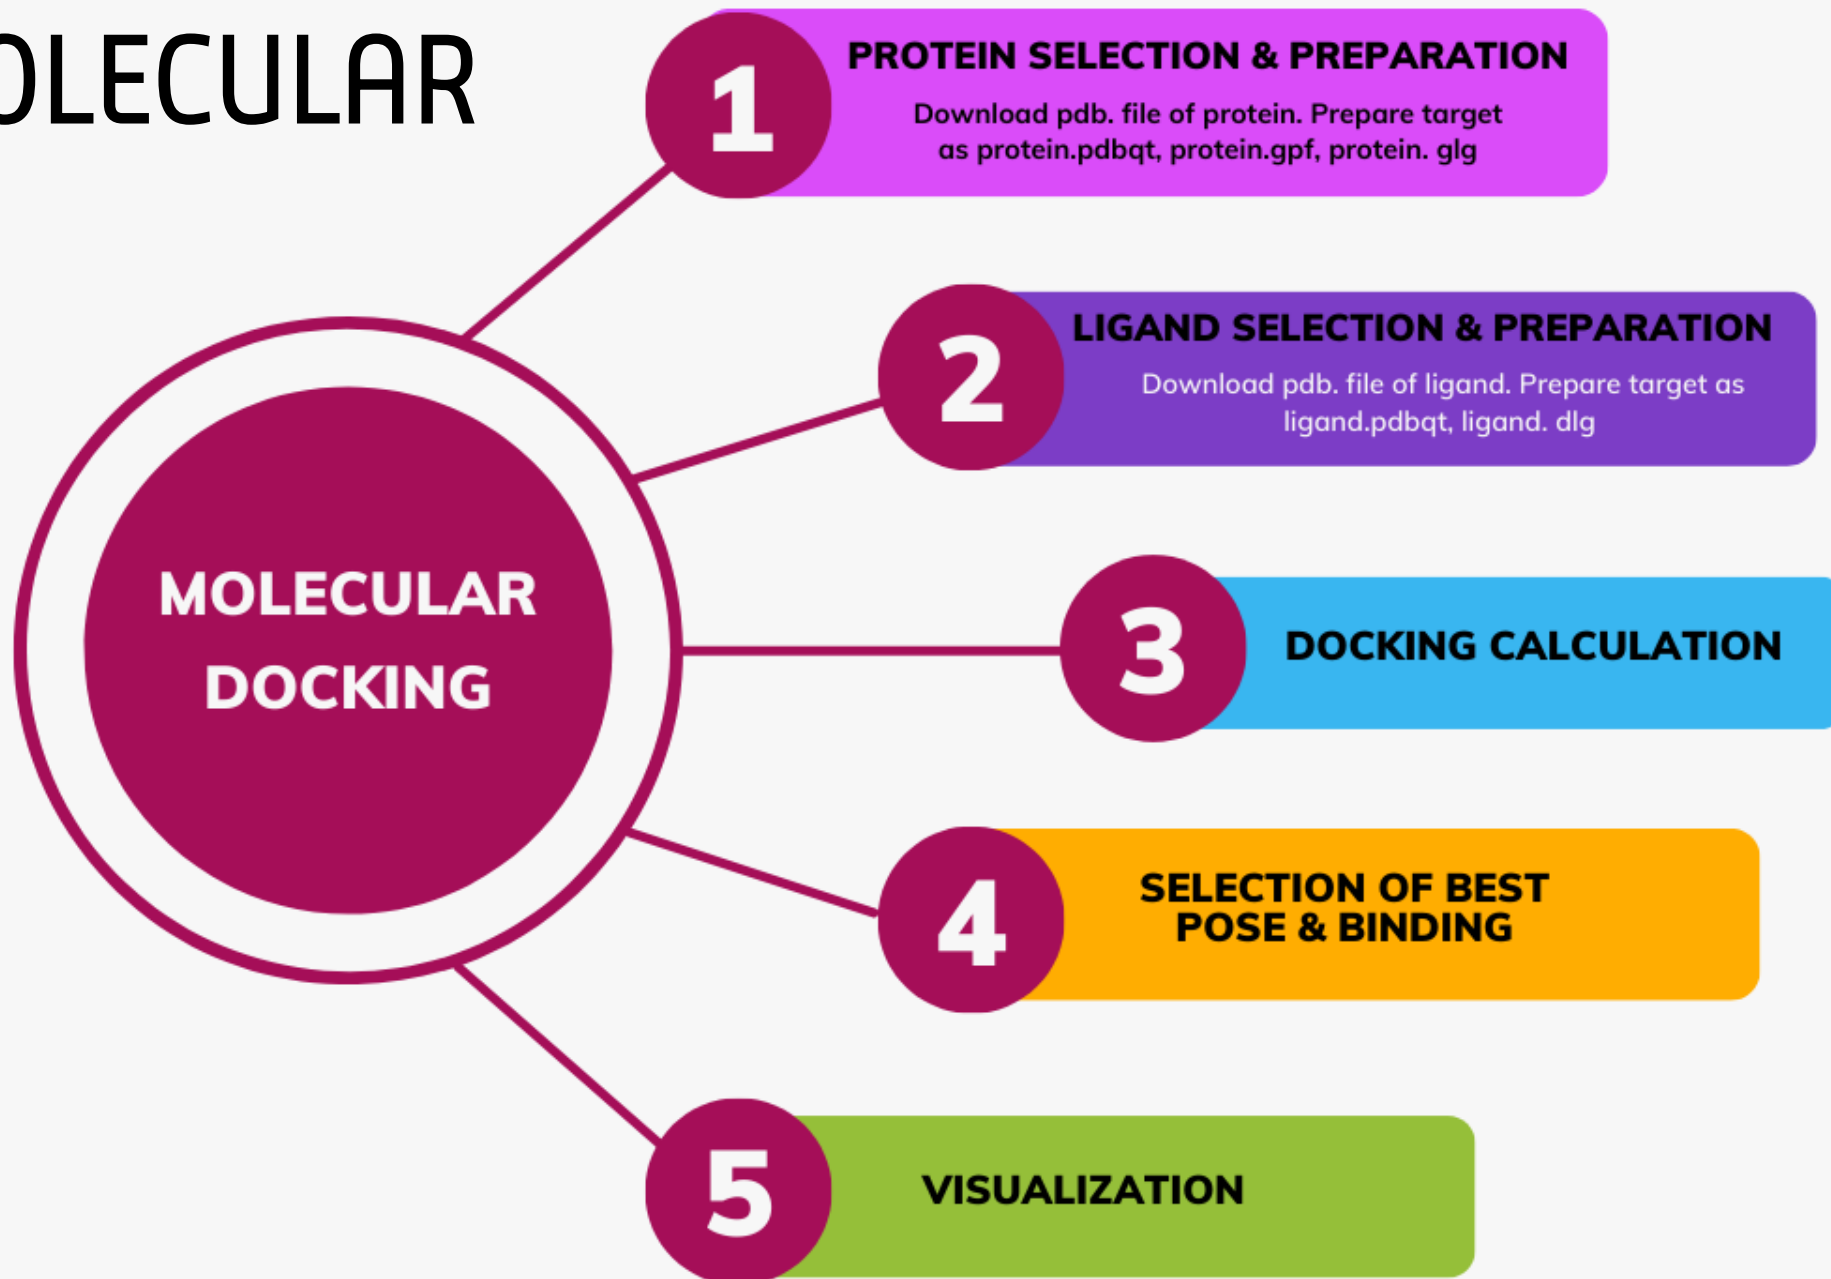 OLECULAR
1
PROTEIN SELECTION & PREPARATION
Download pdb. file of protein. Prepare target
as protein.pdbqt, protein.gpf, protein. glg
2
LIGAND SELECTION & PREPARATION
Download pdb. file of ligand. Prepare target as
ligand.pdbqt, ligand. dlg
MOLECULAR
DOCKING
3
DOCKING CALCULATION
4
SELECTION OF BEST
POSE & BINDING
5
VISUALIZATION